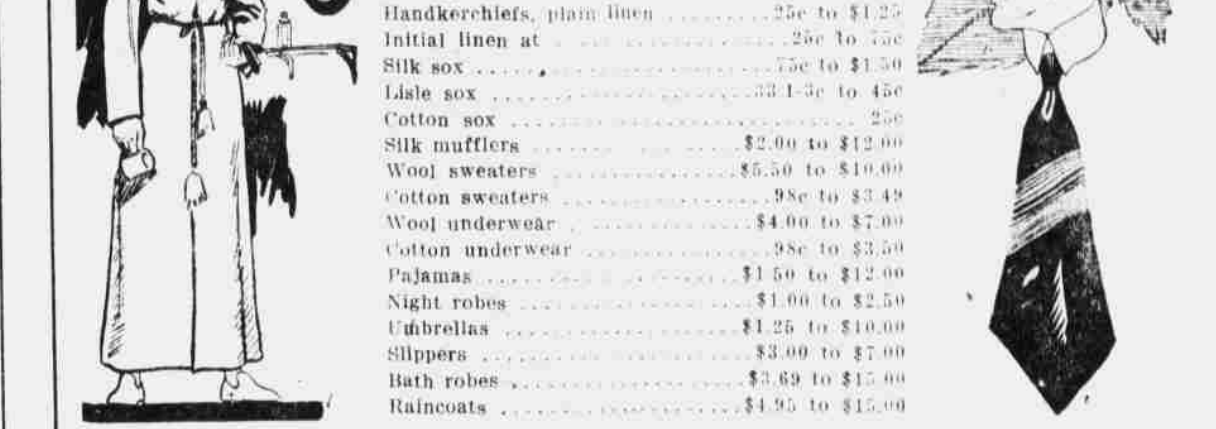 Handkerchiefs, plain linen ..........25c to $1.25
Initial linen at ..........25c to 75c
Silk sox ..........75c to $1.50
Lisle sox ..........33 1-3c to 45c
Cotton sox .......... 25c
Silk mufflers ..........$2.00 to $12.00
Wool sweaters ..........$5.50 to $10.00
Cotton sweaters ..........98c to $3.49
Wool underwear ..........$4.00 to $7.00
Cotton underwear ..........98c to $3.50
Pajamas ..........$1.50 to $12.00
Night robes ..........$1.00 to $2.50
Umbrellas ..........$1.25 to $10.00
Slippers ..........$3.00 to $7.00
Bath robes ..........$3.69 to $15.00
Raincoats ..........$4.95 to $15.00